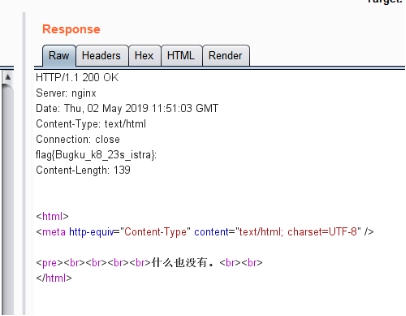 Target:
Response
Raw Headers Hex HTML Render
HTTP/1.1 200 OK
Server: nginx
Date: Thu, 02 May 2019 11:51:03 GMT
Content-Type: text/html
Connection: close
flag{Bugku_k8_23s_istra}:
Content-Length: 139
<html>
<meta http-equiv="Content-Type" content="text/html; charset=UTF-8" />
<pre><br><br><br><br>什么也没有。<br><br>
</html>